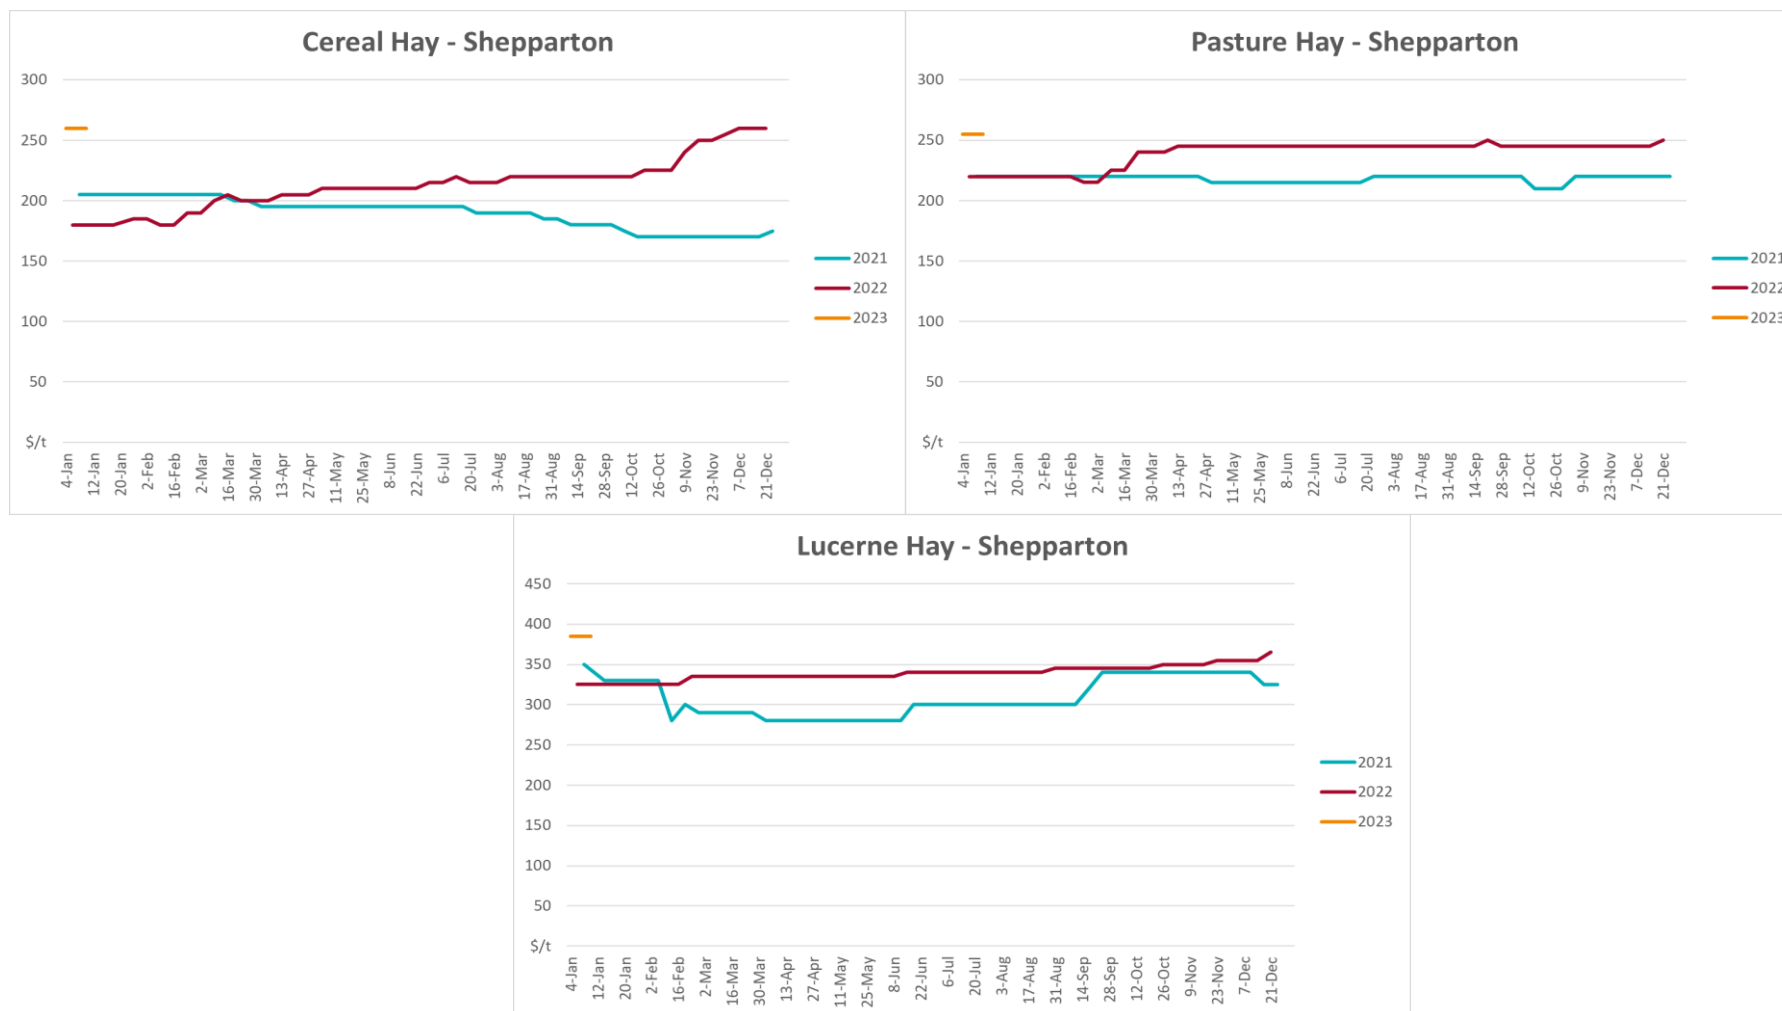 Cereal Hay - Shepparton
300
250
200
150
100
50
$/t
4-Jan
12-Jan
20-Jan
2-Feb
16-Feb
2-Mar
16-Mar
30-Mar
13-Apr
27-Apr
11-May
25-May
8-Jun
22-Jun
6-Jul
20-Jul
3-Aug
17-Aug
31-Aug
14-Sep
28-Sep
12-Oct
26-Oct
9-Nov
23-Nov
7-Dec
21-Dec
2021
2022
2023
Pasture Hay - Shepparton
300
250
200
150
100
50
$/t
4-Jan
12-Jan
20-Jan
2-Feb
16-Feb
2-Mar
16-Mar
30-Mar
13-Apr
27-Apr
11-May
25-May
8-Jun
22-Jun
6-Jul
20-Jul
3-Aug
17-Aug
31-Aug
14-Sep
28-Sep
12-Oct
26-Oct
9-Nov
23-Nov
7-Dec
21-Dec
2021
2022
2023
Lucerne Hay - Shepparton
450
400
350
300
250
200
150
100
50
$/t
4-Jan
12-Jan
20-Jan
2-Feb
16-Feb
2-Mar
16-Mar
30-Mar
13-Apr
27-Apr
11-May
25-May
8-Jun
22-Jun
6-Jul
20-Jul
3-Aug
17-Aug
31-Aug
14-Sep
28-Sep
12-Oct
26-Oct
9-Nov
23-Nov
7-Dec
21-Dec
2021
2022
2023